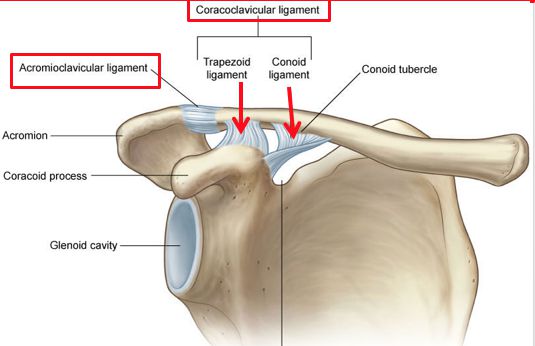 Coracoclavicular ligament
Trapezoid
ligament
Conoid
ligament
Acromioclavicular ligament
Conoid tubercle
Acromion
Coracoid process
Glenoid cavity